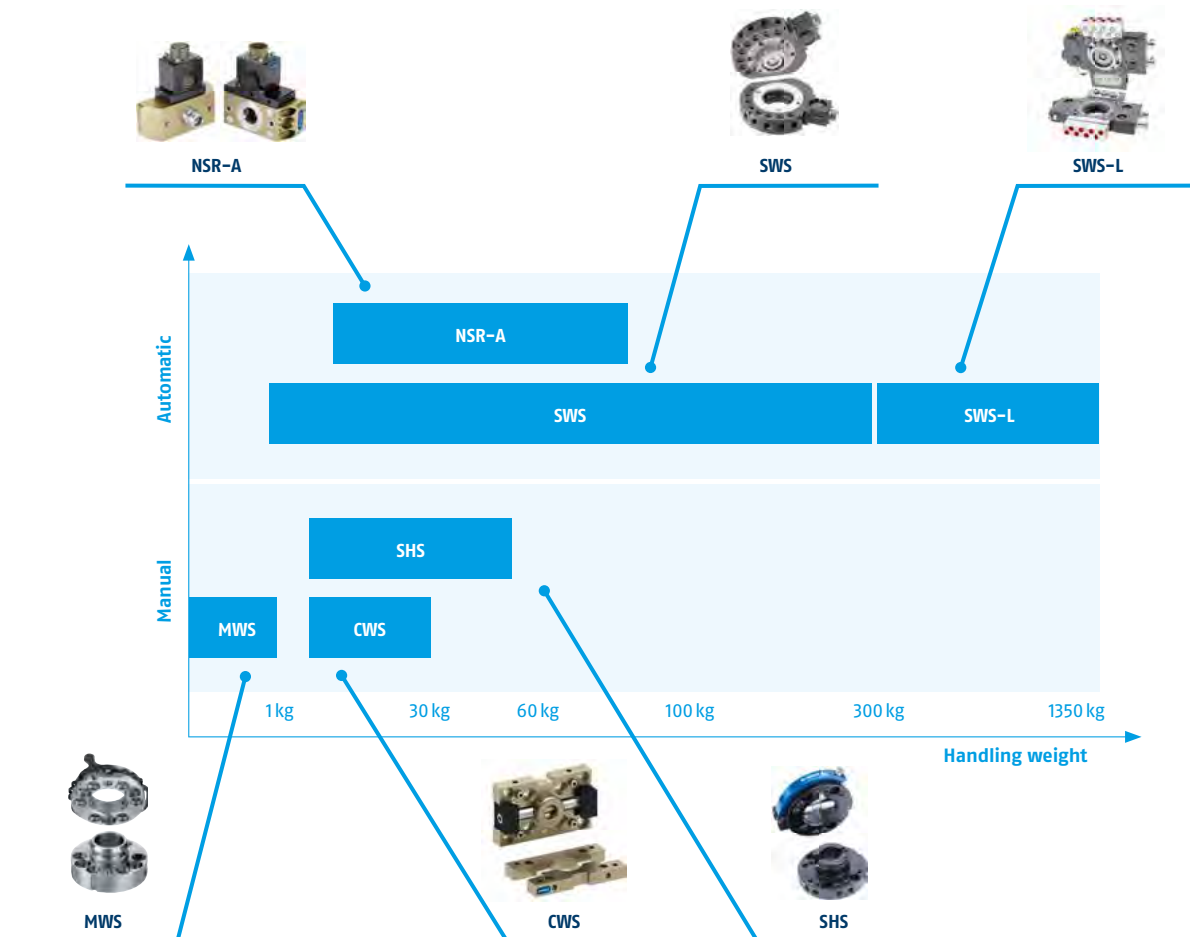 NSR-A
SWS
SWS-L
Automatic
NSR-A
SWS
SWS-L
Manual
SHS
MWS
CWS
1 kg
30 kg
60 kg
100 kg
300 kg
1350 kg
Handling weight
MWS
CWS
SHS